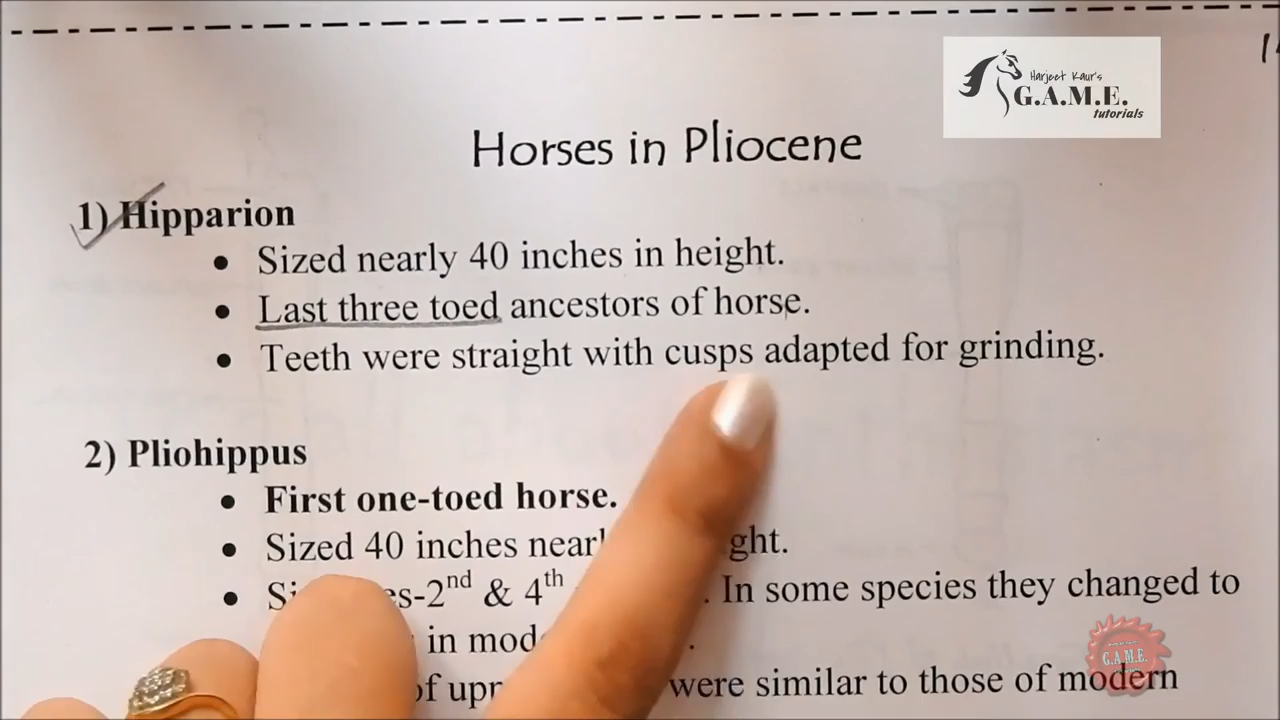 Harjeet Kaur's
G.A.M.E.
tutorials
Horses in Pliocene
1) Hipparion
• Sized nearly 40 inches in height.
• Last three toed ancestors of horse.
• Teeth were straight with cusps adapted for grinding.
2) Pliohippus
• First one-toed horse.
• Sized 40 inches
• 2nd & 4th . In some species they changed to
in .
were similar to those of modern
G.A.M.E.